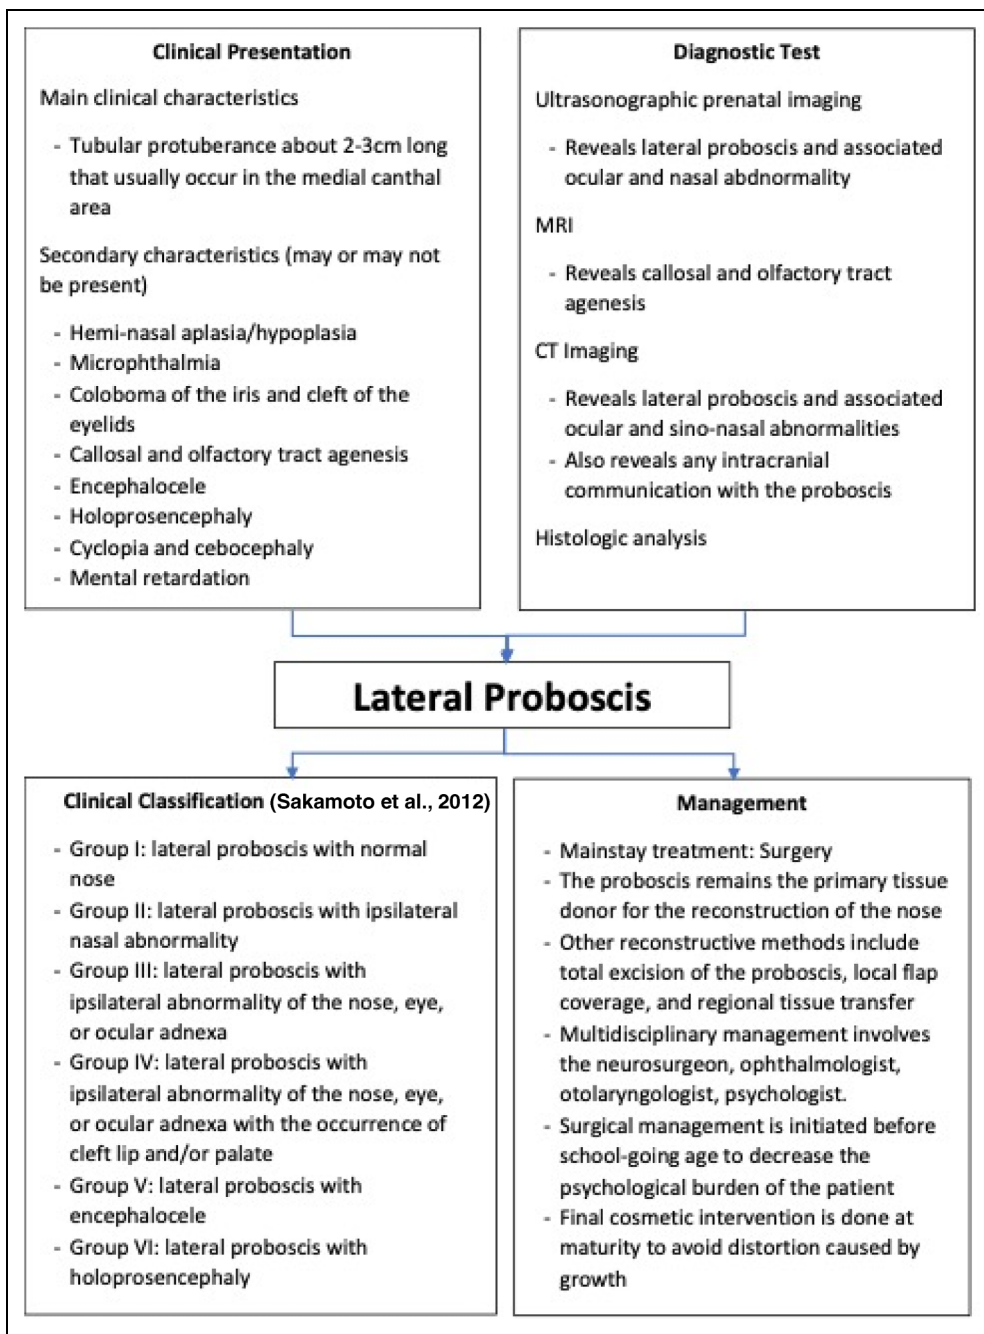 Clinical Presentation
Main clinical characteristics
- Tubular protuberance about 2-3cm long
that usually occur in the medial canthal
area
Secondary characteristics (may or may not
be present)
- Hemi-nasal aplasia/hypoplasia
- Microphthalmia
- Coloboma of the iris and cleft of the
eyelids
- Callosal and olfactory tract agenesis
- Encephalocele
- Holoprosencephaly
- Cyclopia and cebocephaly
- Mental retardation
Diagnostic Test
Ultrasonographic prenatal imaging
- Reveals lateral proboscis and associated
ocular and nasal abdnormality
MRI
- Reveals callosal and olfactory tract
agenesis
CT Imaging
- Reveals lateral proboscis and associated
ocular and sino-nasal abnormalities
- Also reveals any intracranial
communication with the proboscis
Histologic analysis
Lateral Proboscis
Clinical Classification (Sakamoto et al., 2012)
- Group I: lateral proboscis with normal
nose
- Group II: lateral proboscis with ipsilateral
nasal abnormality
- Group III: lateral proboscis with
ipsilateral abnormality of the nose, eye,
or ocular adnexa
- Group IV: lateral proboscis with
ipsilateral abnormality of the nose, eye,
or ocular adnexa with the occurrence of
cleft lip and/or palate
- Group V: lateral proboscis with
encephalocele
- Group VI: lateral proboscis with
holoprosencephaly
Management
- Mainstay treatment: Surgery
- The proboscis remains the primary tissue
donor for the reconstruction of the nose
- Other reconstructive methods include
total excision of the proboscis, local flap
coverage, and regional tissue transfer
- Multidisciplinary management involves
the neurosurgeon, ophthalmologist,
otolaryngologist, psychologist.
- Surgical management is initiated before
school-going age to decrease the
psychological burden of the patient
- Final cosmetic intervention is done at
maturity to avoid distortion caused by
growth